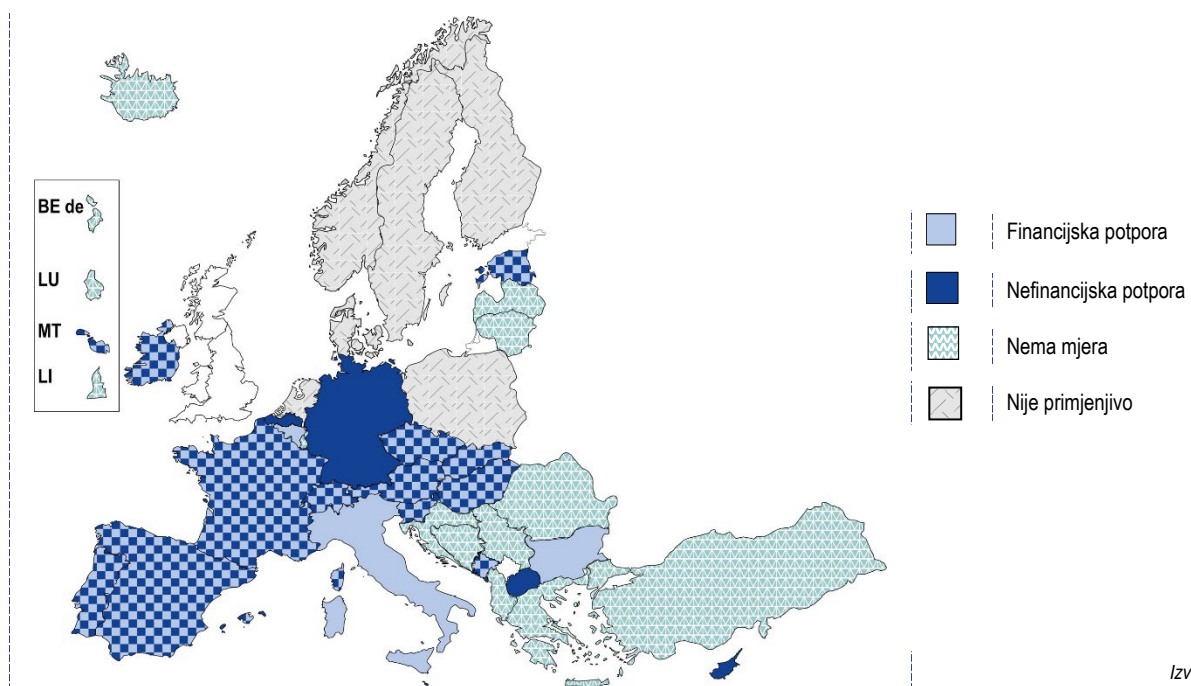 BE de
LU
MT
LI
Financijska potpora
Nefinancijska potpora
Nema mjera
Nije primjenjivo
Izv